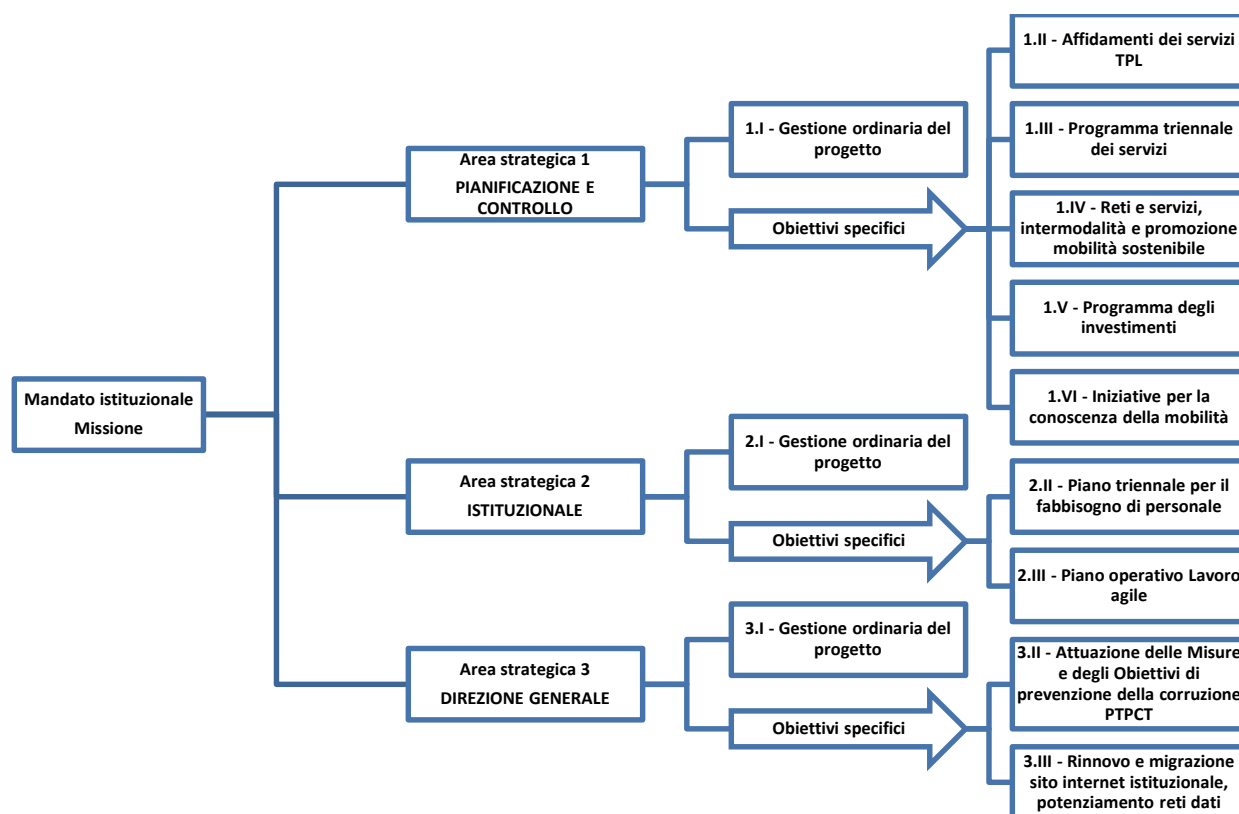 Mandato istituzionale
Missione
Area strategica 1
PIANIFICAZIONE E
CONTROLLO
1.I - Gestione ordinaria del
progetto
Obiettivi specifici
1.II - Affidamenti dei servizi
TPL
1.III - Programma triennale
dei servizi
1.IV - Reti e servizi,
intermodalità e promozione
mobilità sostenibile
1.V - Programma degli
investimenti
1.VI - Iniziative per la
conoscenza della mobilità
Area strategica 2
ISTITUZIONALE
2.I - Gestione ordinaria del
progetto
Obiettivi specifici
2.II - Piano triennale per il
fabbisogno di personale
2.III - Piano operativo Lavoro
agile
Area strategica 3
DIREZIONE GENERALE
3.I - Gestione ordinaria del
progetto
Obiettivi specifici
3.II - Attuazione delle Misure
e degli Obiettivi di
prevenzione della corruzione
PTPCT
3.III - Rinnovo e migrazione
sito internet istituzionale,
potenziamento reti dati